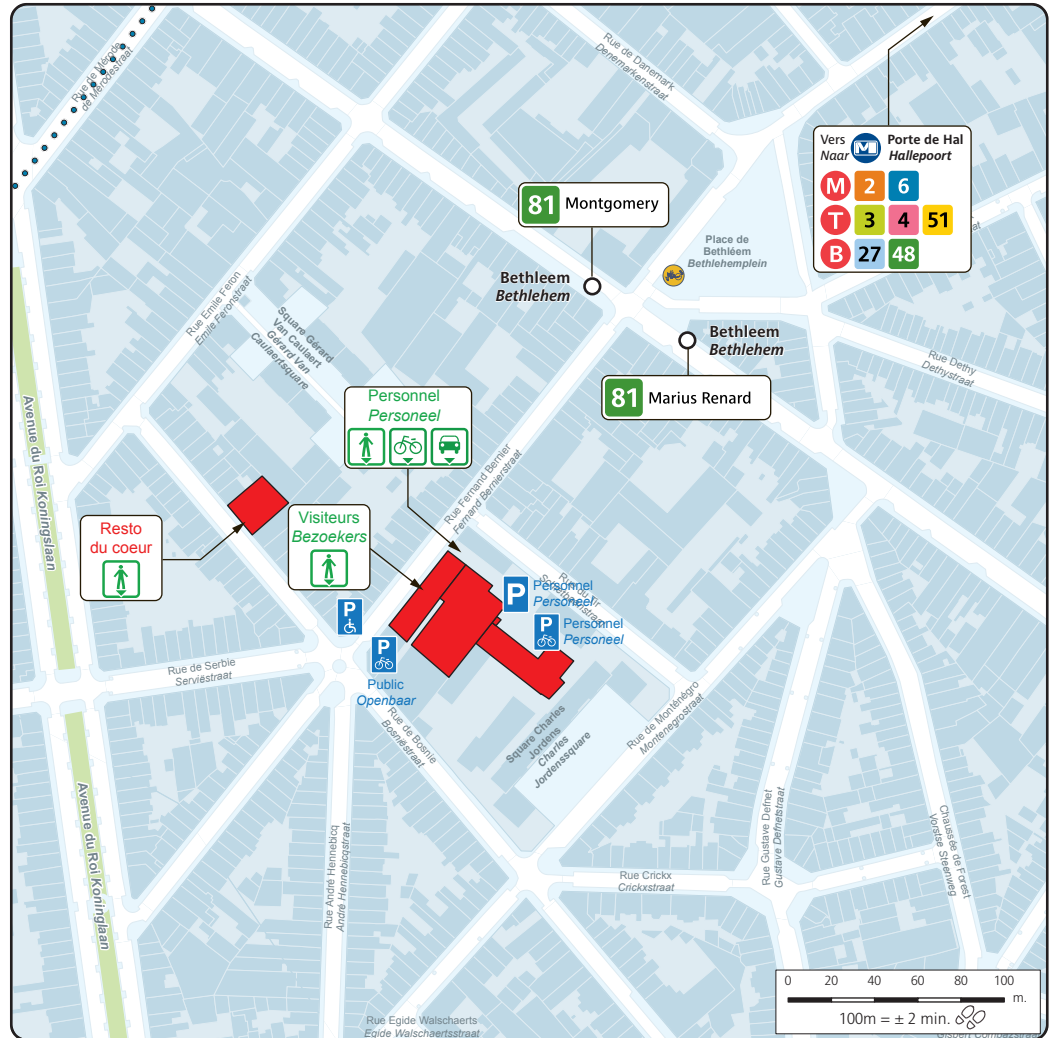 Rue de Mérode
de Mérodestraat
Rue de Danemark
Denemarkenstraat
Vers
Naar
M
Porte de Hal
Hallepoort
M 2 6
T 3 4 51
B 27 48
81 Montgomery
Place de
Bethléem
Bethlehemplein
Bethleem
Bethlehem
Bethleem
Bethlehem
81 Marius Renard
Rue Dethy
Dethystraat
Rue Emile Feron
Emile Feronstraat
Square Gérard
Van Caulaert
Gérard Van
Caulaertsquare
Avenue du Roi Koningslaan
Personnel
Personeel
Rue Fernand Bernier
Fernand Bernierstraat
Visiteurs
Bezoekers
Resto
du coeur
Rue du Tir
P Personnel
Personeel
P Personnel
Personeel
P
P
Public
Openbaar
Rue de Serbie
Serviëstraat
Rue de Bosnie
Bosniëstraat
Square Charles
Jordens
Charles
Jordenssquare
Rue de Monténégro
Montenegrostraat
Avenue du Roi Koninglaan
Rue André Hennebicq
André Hennebicqstraat
Rue Gustave Defnet
Gustave Defnetstraat
Chaussée de Forest
Vorstse Steenweg
Rue Crickx
Crickxstraat
Rue Egide Walschaerts
Egide Walschaertsstraat
0 20 40 60 80 100
m.
100m = ± 2 min.